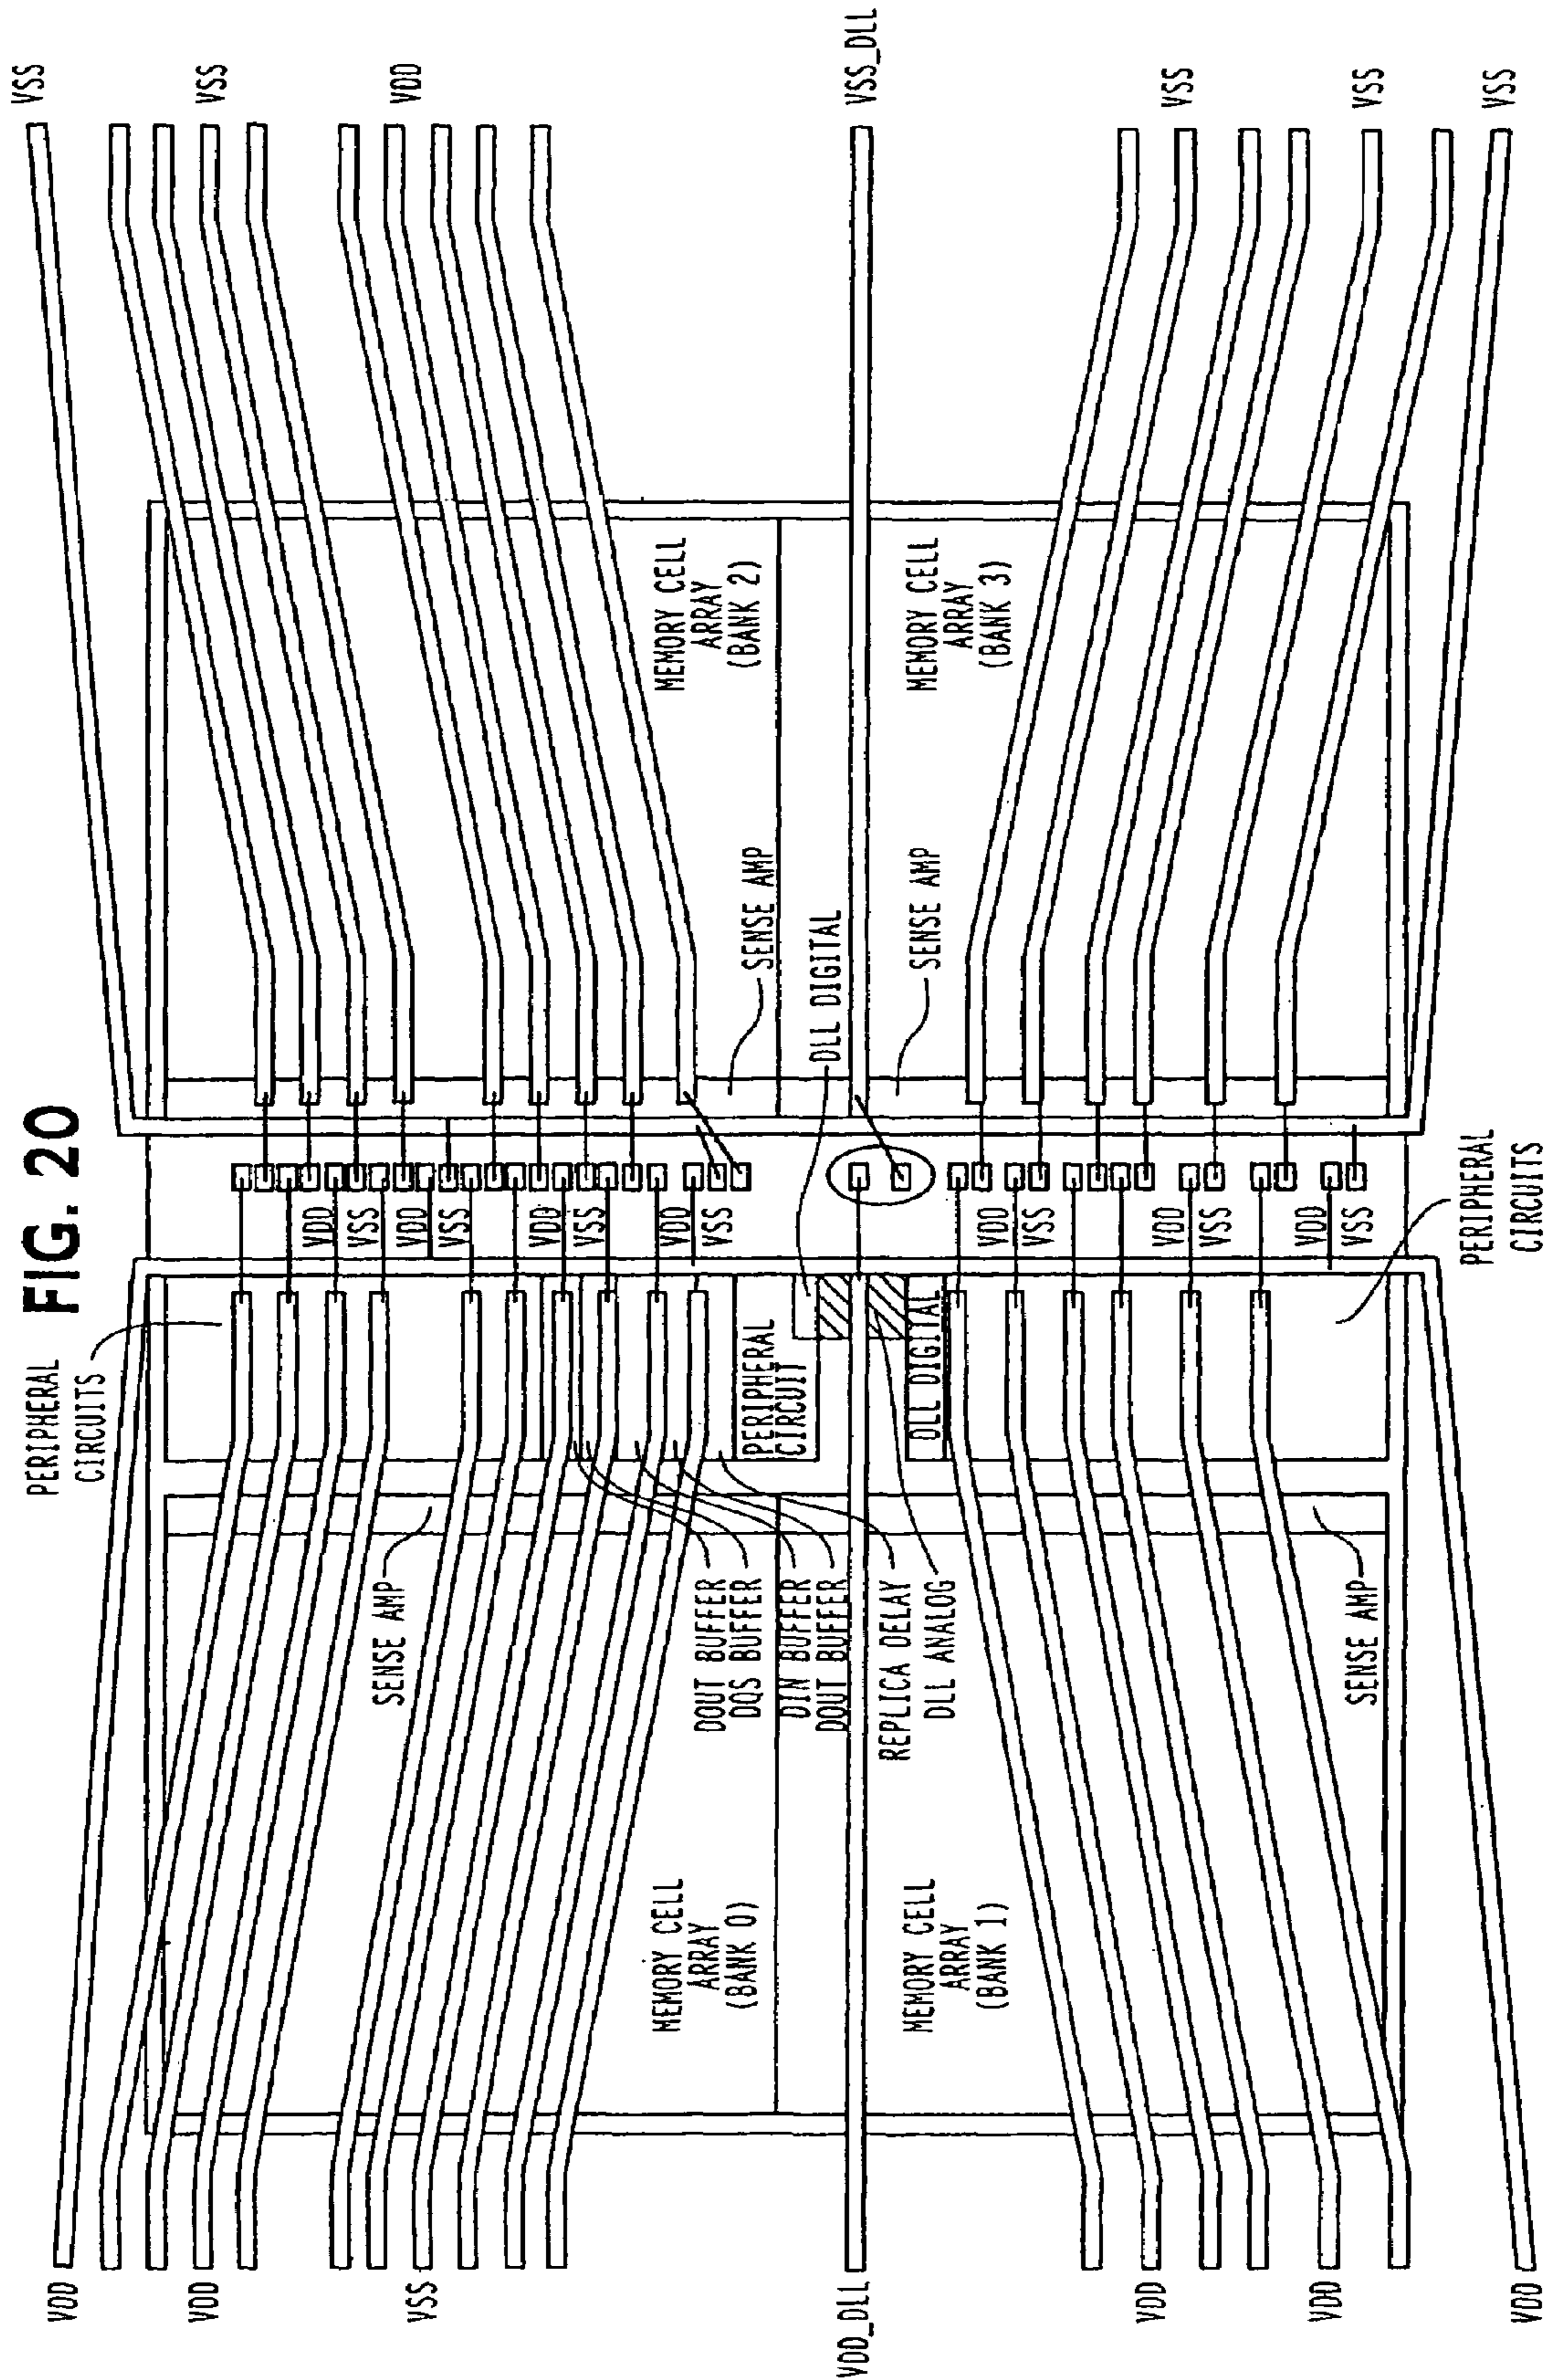 FIG. 20
VDD
PERIPHERAL
CIRCUITS
VSS
VDD
VSS
VDD
VSS
VDD
VSS
VSS
VDD
SENSE AMP
VDD
VSS
MEMORY CELL
ARRAY
(BANK 0)
DOUT BUFFER
DQS BUFFER
DIN BUFFER
DOUT BUFFER
REPLICA DELAY
DLL ANALOG
PERIPHERAL
CIRCUIT
VDD
VSS
SENSE AMP
MEMORY CELL
ARRAY
(BANK 2)
DLL DIGITAL
VDD_DLL
VSS_DLL
DLL DIGITAL
SENSE AMP
MEMORY CELL
ARRAY
(BANK 1)
MEMORY CELL
ARRAY
(BANK 3)
VDD
VSS
VDD
VDD
VSS
VSS
VDD
SENSE AMP
VDD
VSS
VSS
VDD
PERIPHERAL
CIRCUITS
VSS